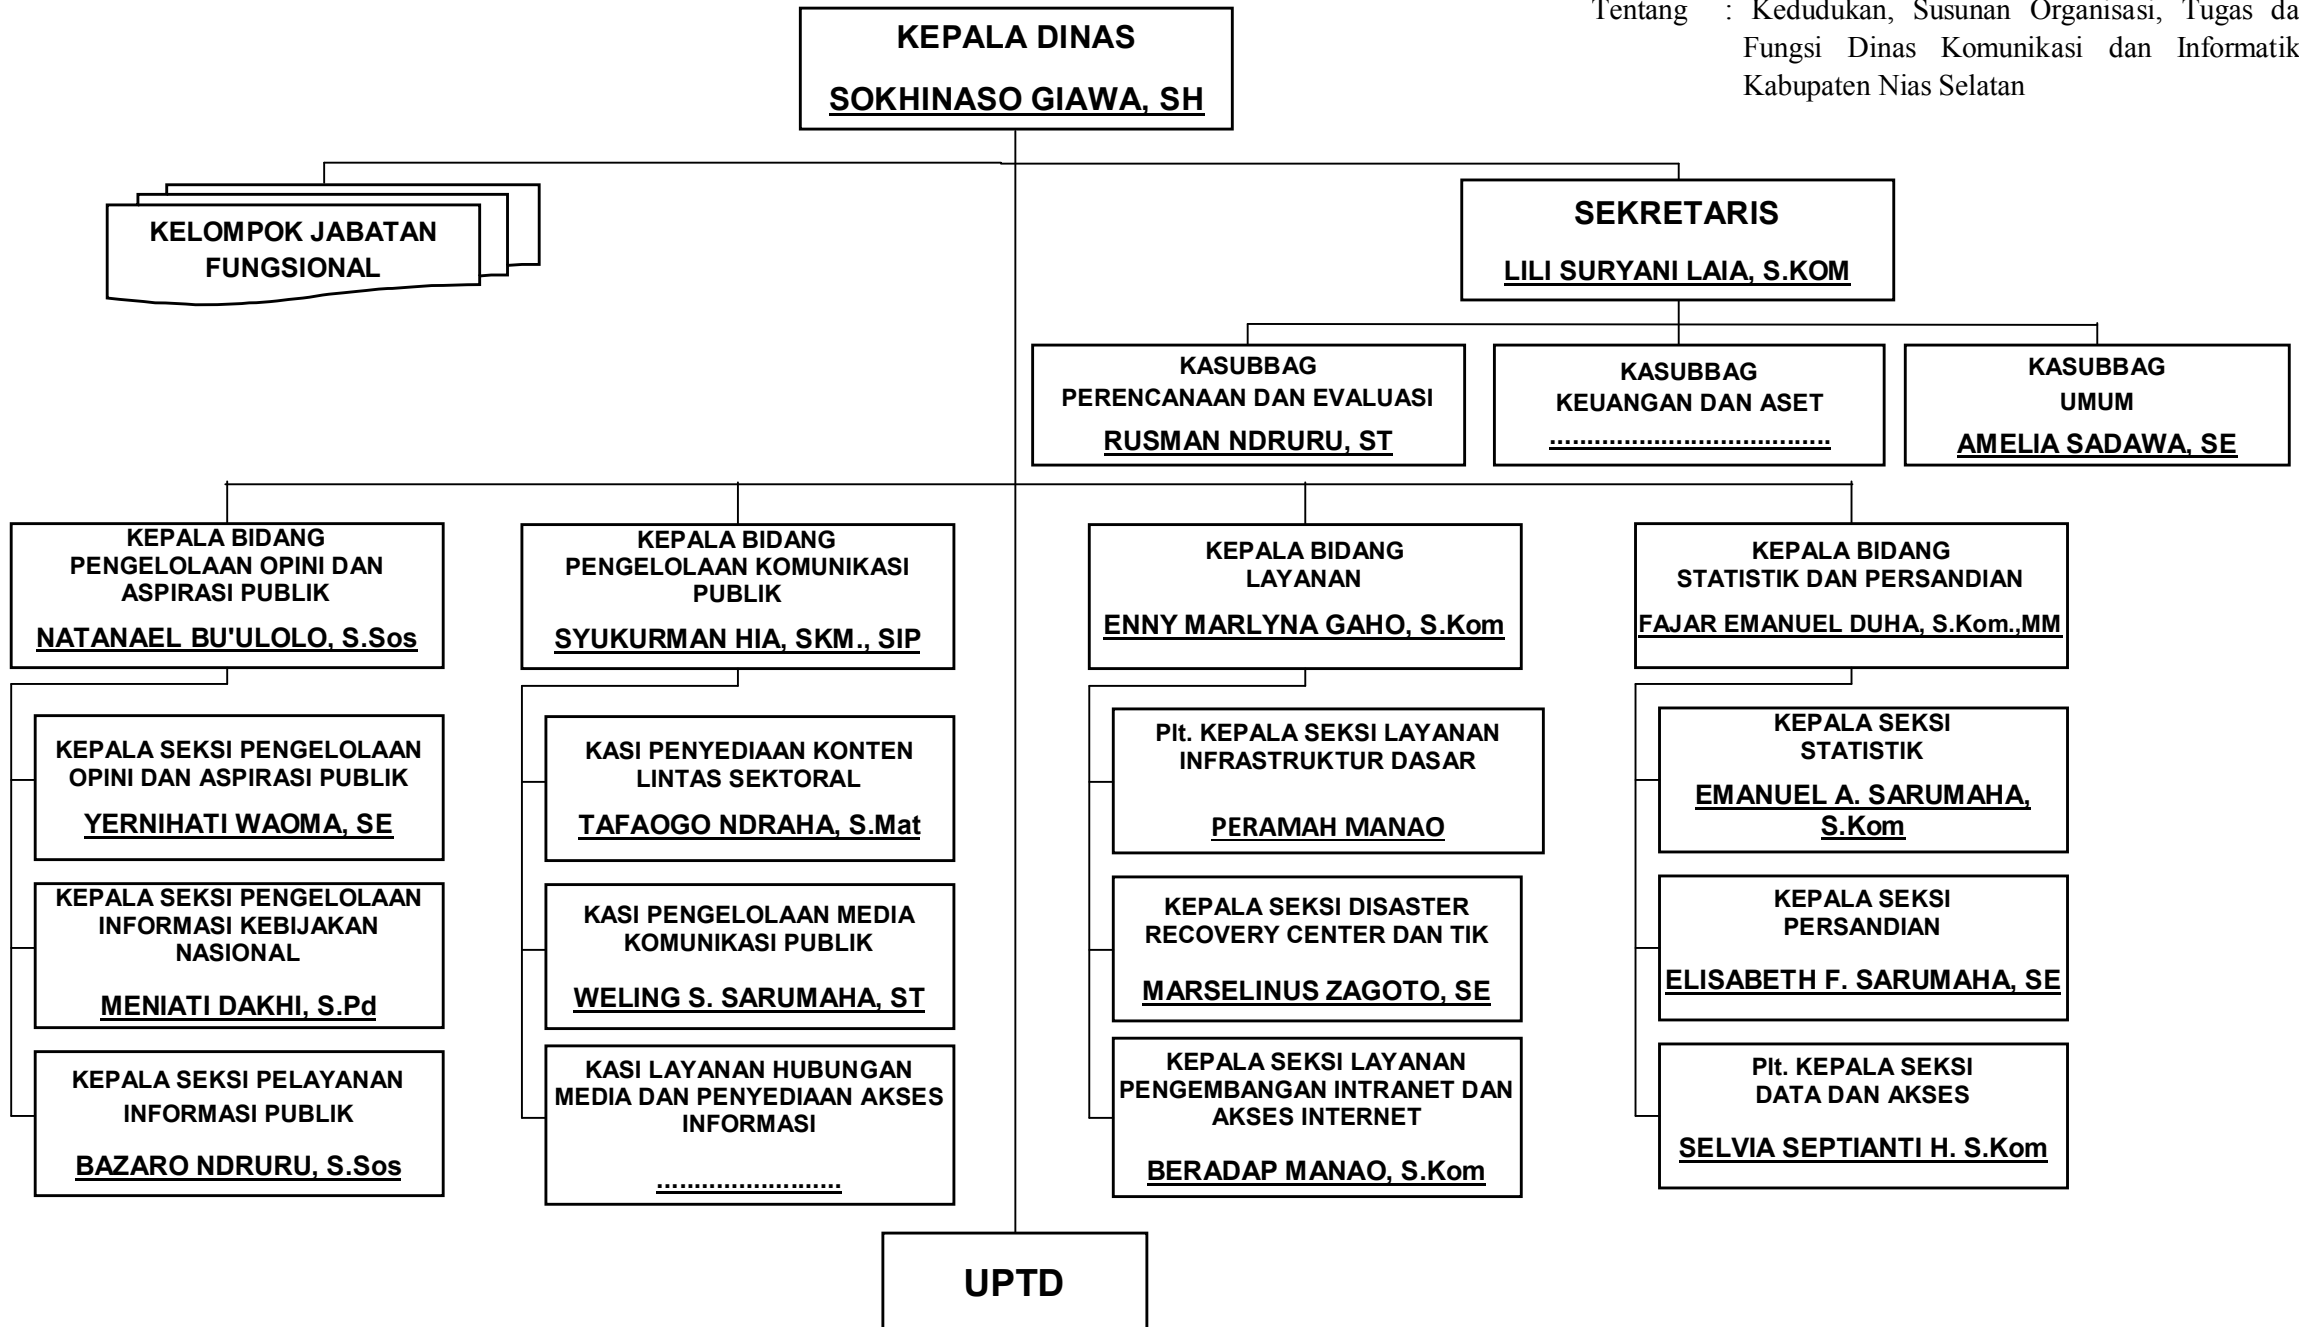 Tentang : Kedudukan, Susunan Organisasi, Tugas da
Fungsi Dinas Komunikasi dan Informatik
Kabupaten Nias Selatan
KEPALA DINAS
SOKHINASO GIAWA, SH
KELOMPOK JABATAN
FUNGSIONAL
SEKRETARIS
LILI SURYANI LAIA, S.KOM
KASUBBAG
PERENCANAAN DAN EVALUASI
RUSMAN NDRURU, ST
KASUBBAG
KEUANGAN DAN ASET
......................................
KASUBBAG
UMUM
AMELIA SADAWA, SE
KEPALA BIDANG
PENGELOLAAN OPINI DAN
ASPIRASI PUBLIK
NATANAEL BU'ULOLO, S.Sos
KEPALA SEKSI PENGELOLAAN
OPINI DAN ASPIRASI PUBLIK
YERNIHATI WAOMA, SE
KEPALA SEKSI PENGELOLAAN
INFORMASI KEBIJAKAN
NASIONAL
MENIATI DAKHI, S.Pd
KEPALA SEKSI PELAYANAN
INFORMASI PUBLIK
BAZARO NDRURU, S.Sos
KEPALA BIDANG
PENGELOLAAN KOMUNIKASI
PUBLIK
SYUKURMAN HIA, SKM., SIP
KASI PENYEDIAAN KONTEN
LINTAS SEKTORAL
TAFAOGO NDRAHA, S.Mat
KASI PENGELOLAAN MEDIA
KOMUNIKASI PUBLIK
WELING S. SARUMAHA, ST
KASI LAYANAN HUBUNGAN
MEDIA DAN PENYEDIAAN AKSES
INFORMASI
.........................
KEPALA BIDANG
LAYANAN
ENNY MARLYNA GAHO, S.Kom
Plt. KEPALA SEKSI LAYANAN
INFRASTRUKTUR DASAR
PERAMAH MANAO
KEPALA SEKSI DISASTER
RECOVERY CENTER DAN TIK
MARSELINUS ZAGOTO, SE
KEPALA SEKSI LAYANAN
PENGEMBANGAN INTRANET DAN
AKSES INTERNET
BERADAP MANAO, S.Kom
KEPALA BIDANG
STATISTIK DAN PERSANDIAN
FAJAR EMANUEL DUHA, S.Kom.,MM
KEPALA SEKSI
STATISTIK
EMANUEL A. SARUMAHA,
S.Kom
KEPALA SEKSI
PERSANDIAN
ELISABETH F. SARUMAHA, SE
Plt. KEPALA SEKSI
DATA DAN AKSES
SELVIA SEPTIANTI H. S.Kom
UPTD